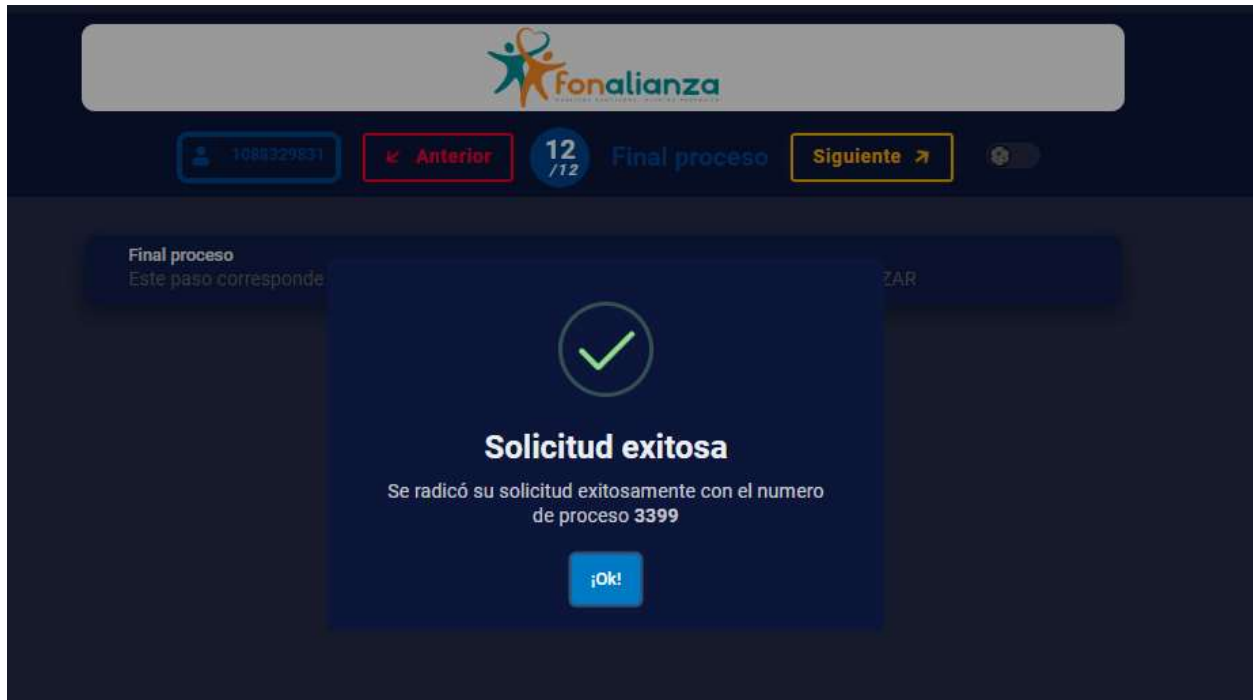 fonalianza
1088329831
Anterior
12
/12
Final proceso
Siguiente
Final proceso
Este paso corresponde
ZAR
Solicitud exitosa
Se radicó su solicitud exitosamente con el numero
de proceso 3399
¡Ok!